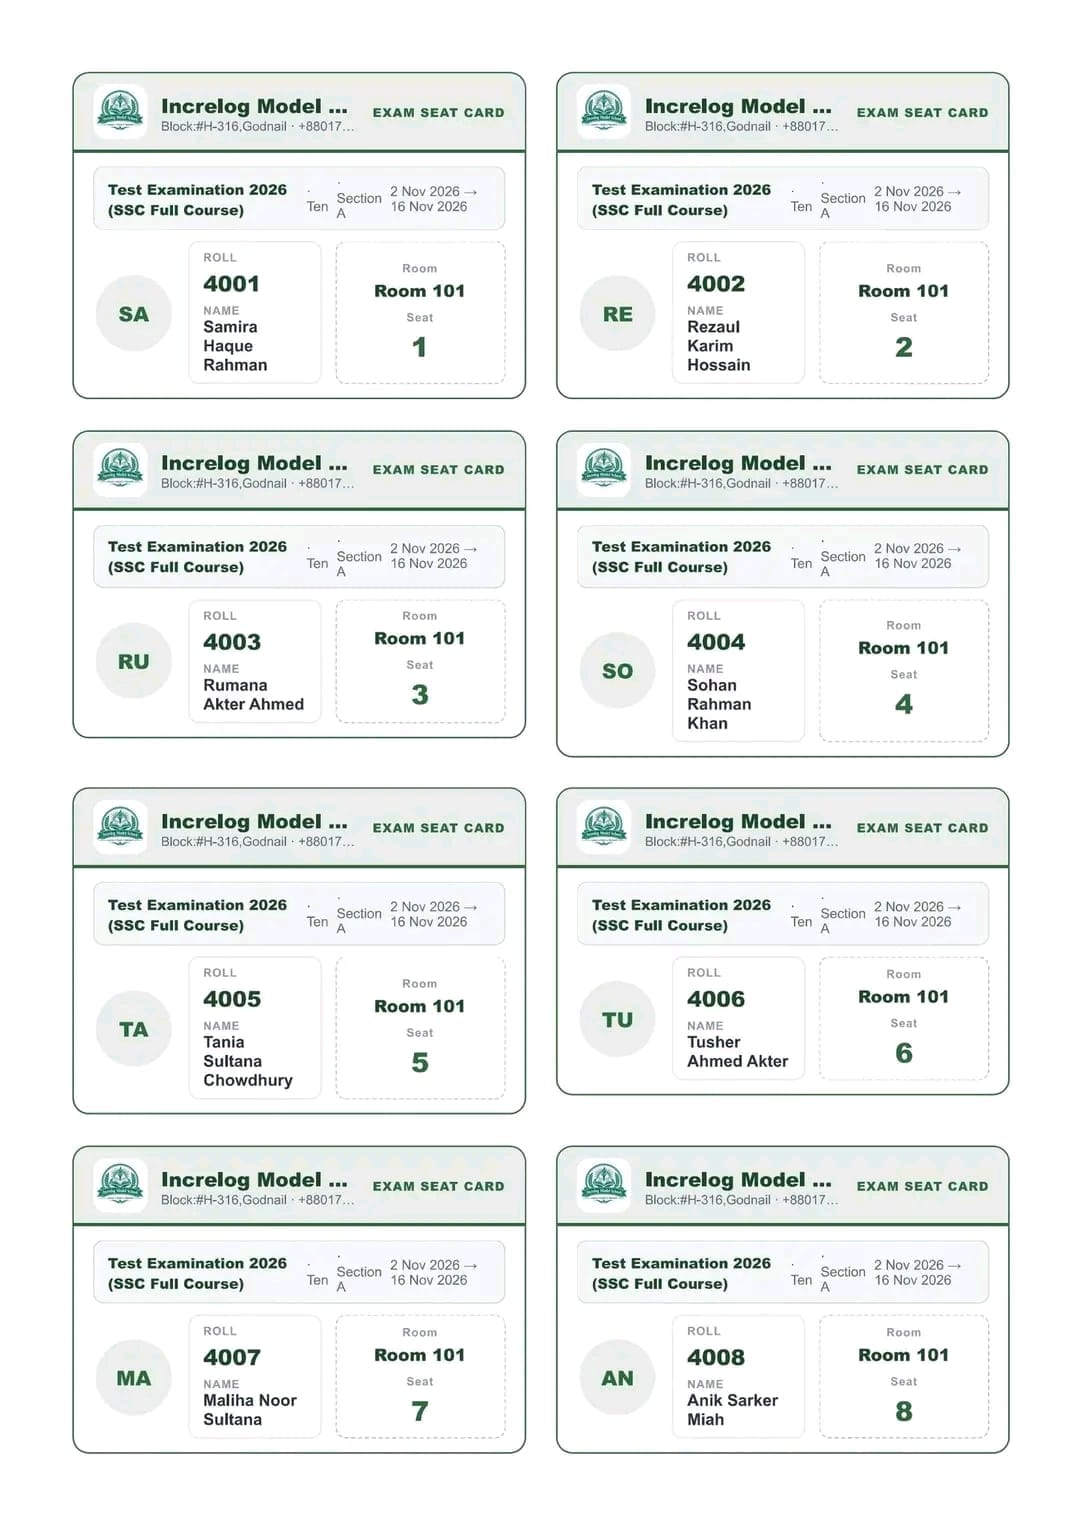 Increlog Model ...
Block:#H-316,Godnail · +88017...
EXAM SEAT CARD
Test Examination 2026
(SSC Full Course)
· Ten
· Section A
2 Nov 2026 →
16 Nov 2026
SA
ROLL
4001
NAME
Samira
Haque
Rahman
Room
Room 101
Seat
1
Increlog Model ...
Block:#H-316,Godnail · +88017...
EXAM SEAT CARD
Test Examination 2026
(SSC Full Course)
· Ten
· Section A
2 Nov 2026 →
16 Nov 2026
RE
ROLL
4002
NAME
Rezaul
Karim
Hossain
Room
Room 101
Seat
2
Increlog Model ...
Block:#H-316,Godnail · +88017...
EXAM SEAT CARD
Test Examination 2026
(SSC Full Course)
· Ten
· Section A
2 Nov 2026 →
16 Nov 2026
RU
ROLL
4003
NAME
Rumana
Akter Ahmed
Room
Room 101
Seat
3
Increlog Model ...
Block:#H-316,Godnail · +88017...
EXAM SEAT CARD
Test Examination 2026
(SSC Full Course)
· Ten
· Section A
2 Nov 2026 →
16 Nov 2026
SO
ROLL
4004
NAME
Sohan
Rahman
Khan
Room
Room 101
Seat
4
Increlog Model ...
Block:#H-316,Godnail · +88017...
EXAM SEAT CARD
Test Examination 2026
(SSC Full Course)
· Ten
· Section A
2 Nov 2026 →
16 Nov 2026
TA
ROLL
4005
NAME
Tania
Sultana
Chowdhury
Room
Room 101
Seat
5
Increlog Model ...
Block:#H-316,Godnail · +88017...
EXAM SEAT CARD
Test Examination 2026
(SSC Full Course)
· Ten
· Section A
2 Nov 2026 →
16 Nov 2026
TU
ROLL
4006
NAME
Tusher
Ahmed Akter
Room
Room 101
Seat
6
Increlog Model ...
Block:#H-316,Godnail · +88017...
EXAM SEAT CARD
Test Examination 2026
(SSC Full Course)
· Ten
· Section A
2 Nov 2026 →
16 Nov 2026
MA
ROLL
4007
NAME
Maliha Noor
Sultana
Room
Room 101
Seat
7
Increlog Model ...
Block:#H-316,Godnail · +88017...
EXAM SEAT CARD
Test Examination 2026
(SSC Full Course)
· Ten
· Section A
2 Nov 2026 →
16 Nov 2026
AN
ROLL
4008
NAME
Anik Sarker
Miah
Room
Room 101
Seat
8